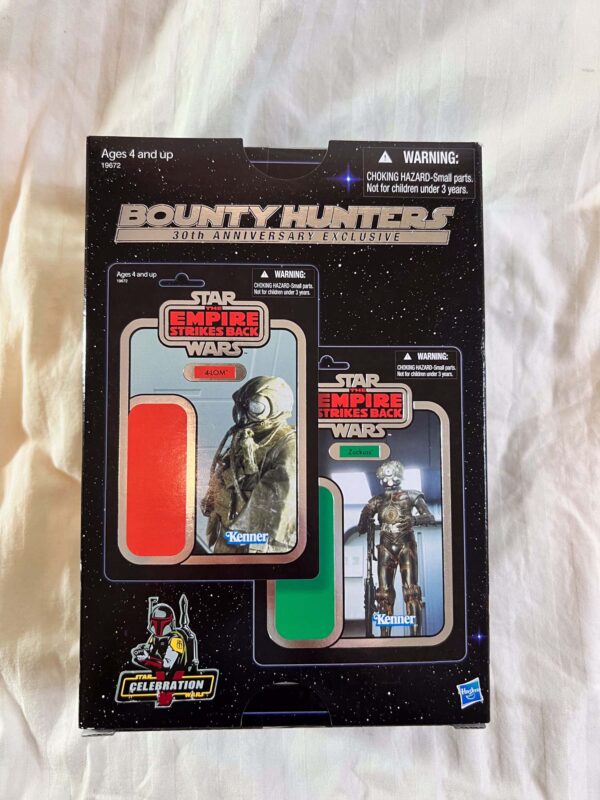 Ages 4 and up
19672
WARNING:
CHOKING HAZARD-Small parts.
Not for children under 3 years.
BOUNTY HUNTERS
30th ANNIVERSARY EXCLUSIVE
Ages 4 and up
19672
WARNING:
CHOKING HAZARD-Small parts.
Not for children under 3 years.
STAR
THE
EMPIRE
STRIKES BACK
WARS
4-LOM
Kenner
WARNING:
CHOKING HAZARD-Small parts.
Not for children under 3 years.
STAR
THE
EMPIRE
STRIKES BACK
WARS
Zuckuss
Kenner
STAR
CELEBRATION V
WARS
Hasbro